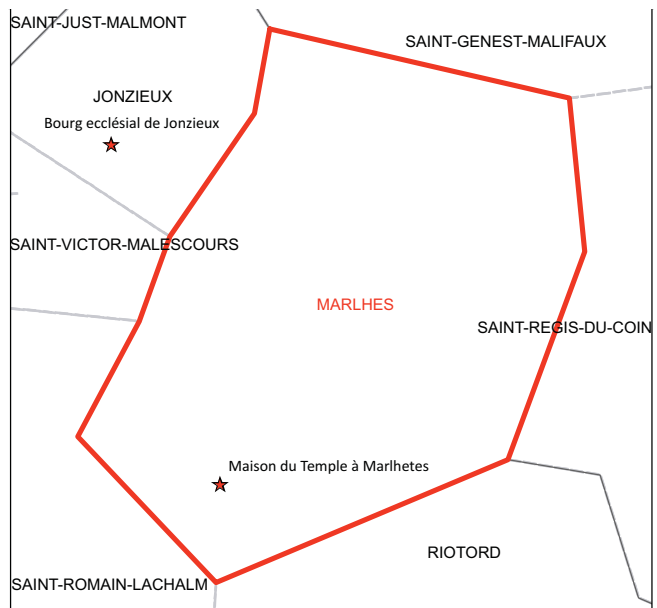 SAINT-JUST-MALMONT
SAINT-GENEST-MALIFAUX
JONZIEUX
Bourg ecclésial de Jonzieux
SAINT-VICTOR-MALESCOURS
MARLHES
SAINT-REGIS-DU-COIN
Maison du Temple à Marlhetes
RIOTORD
SAINT-ROMAIN-LACHALM